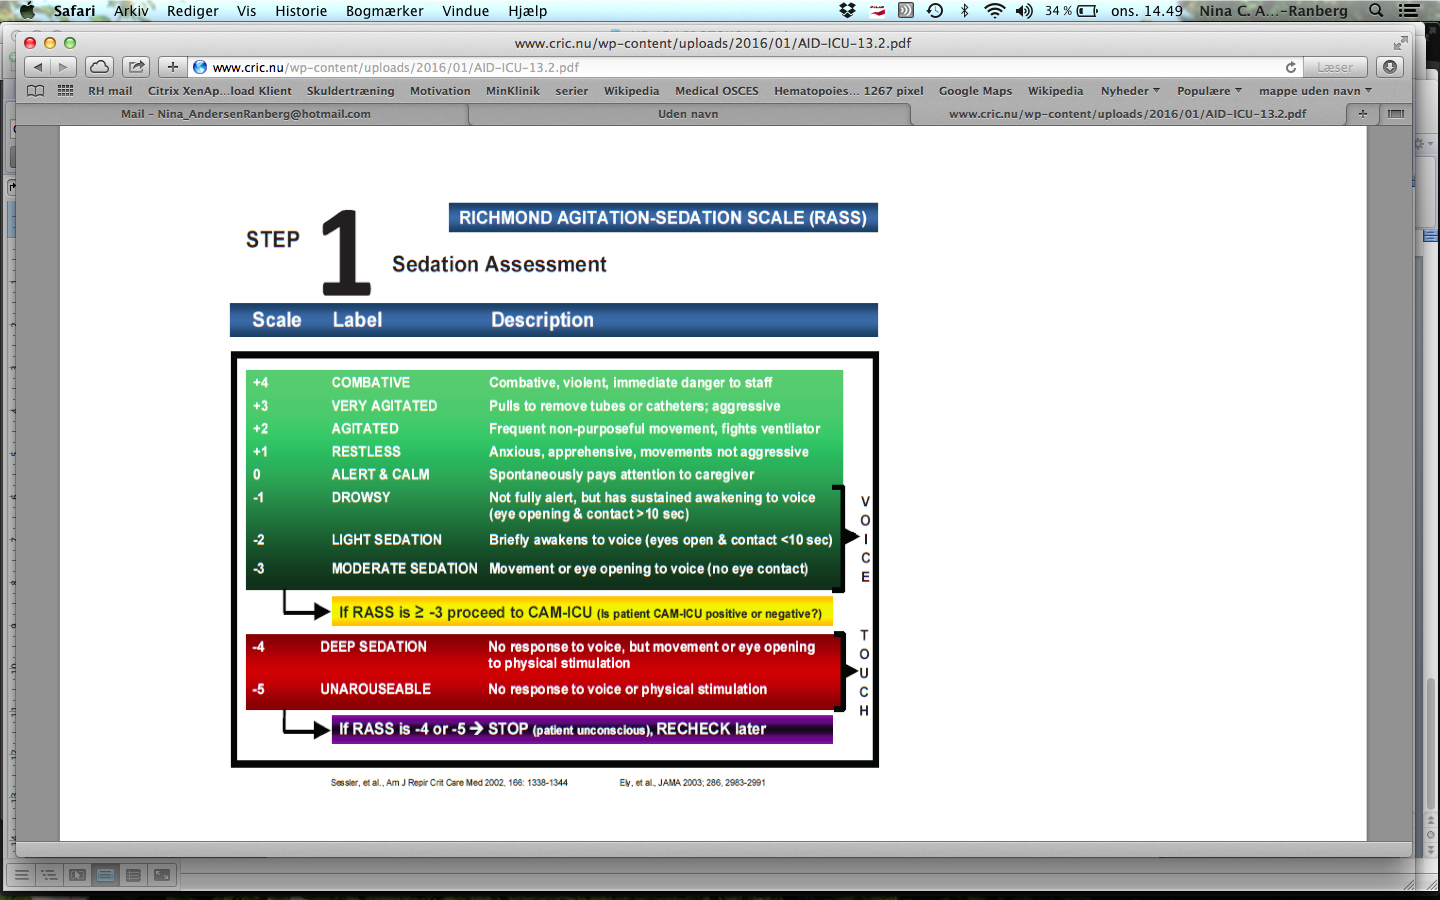 Safari Arkiv Rediger Vis Historie Bogmærker Vindue Hjælp 34 % ons. 14.49 Nina C. A...-Ranberg
www.cric.nu/wp-content/uploads/2016/01/AID-ICU-13.2.pdf
www.cric.nu/wp-content/uploads/2016/01/AID-ICU-13.2.pdf Læser
RH mail Citrix XenAp...load Klient Skuldertræning Motivation MinKlinik serier Wikipedia Medical OSCES Hematopoies... 1267 pixel Google Maps Wikipedia Nyheder Populære mappe uden navn
Mail – Nina_AndersenRanberg@hotmail.com Uden navn www.cric.nu/wp-content/uploads/2016/01/AID-ICU-13.2.pdf
RICHMOND AGITATION-SEDATION SCALE (RASS)
STEP 1
Sedation Assessment
Scale Label Description
+4 COMBATIVE Combative, violent, immediate danger to staff
+3 VERY AGITATED Pulls to remove tubes or catheters; aggressive
+2 AGITATED Frequent non-purposeful movement, fights ventilator
+1 RESTLESS Anxious, apprehensive, movements not aggressive
0 ALERT & CALM Spontaneously pays attention to caregiver
-1 DROWSY Not fully alert, but has sustained awakening to voice
(eye opening & contact >10 sec)
-2 LIGHT SEDATION Briefly awakens to voice (eyes open & contact <10 sec)
-3 MODERATE SEDATION Movement or eye opening to voice (no eye contact)
VOICE
If RASS is ≥ -3 proceed to CAM-ICU (Is patient CAM-ICU positive or negative?)
-4 DEEP SEDATION No response to voice, but movement or eye opening
to physical stimulation
-5 UNAROUSEABLE No response to voice or physical stimulation
TOUCH
If RASS is -4 or -5 → STOP (patient unconscious), RECHECK later
Sessler, et al., Am J Repir Crit Care Med 2002, 166: 1338-1344 Ely, et al., JAMA 2003; 286, 2983-2991